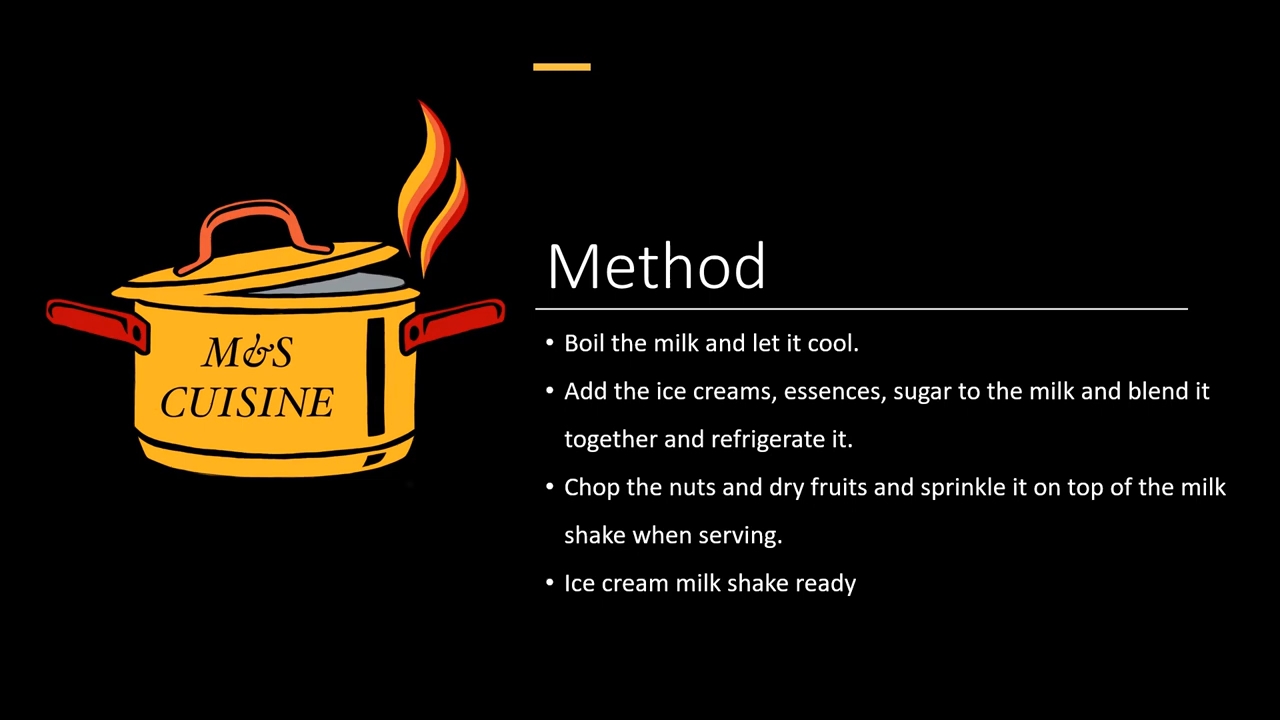 M&S
CUISINE
Method
• Boil the milk and let it cool.
• Add the ice creams, essences, sugar to the milk and blend it
together and refrigerate it.
• Chop the nuts and dry fruits and sprinkle it on top of the milk
shake when serving.
• Ice cream milk shake ready